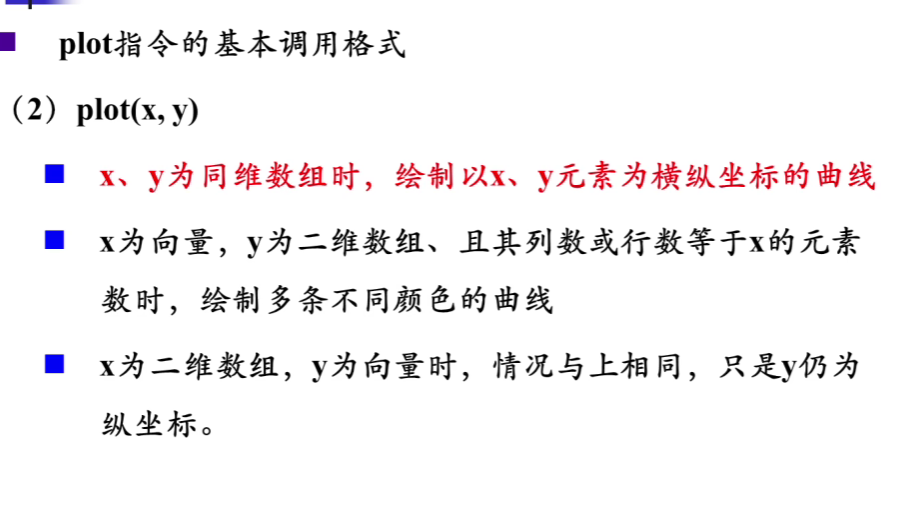 plot指令的基本调用格式
（2）plot(x, y)
x、y为同维数组时，绘制以x、y元素为横纵坐标的曲线
x为向量，y为二维数组、且其列数或行数等于x的元素
数时，绘制多条不同颜色的曲线
x为二维数组，y为向量时，情况与上相同，只是y仍为
纵坐标。